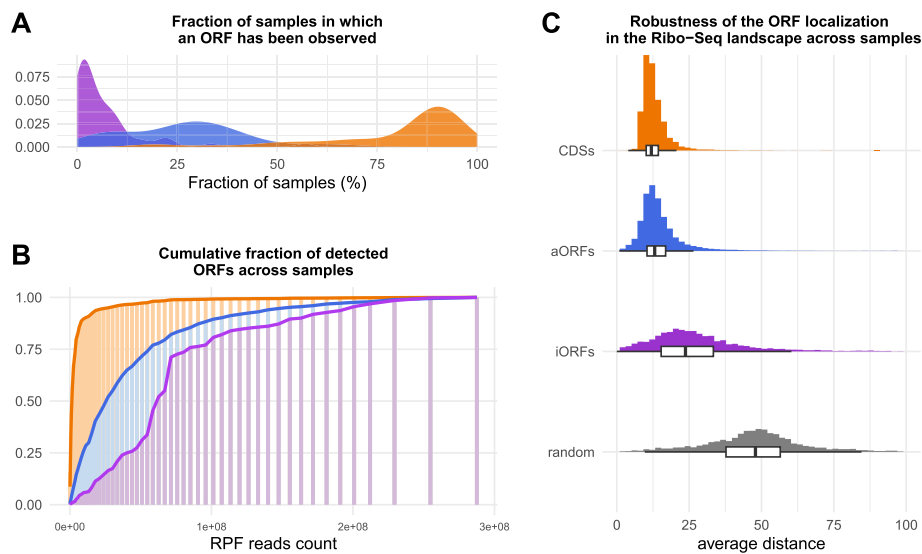 A
Fraction of samples in which
an ORF has been observed
0.075
0.050
0.025
0.000
0 25 50 75 100
Fraction of samples (%)
B
Cumulative fraction of detected
ORFs across samples
1.00
0.75
0.50
0.25
0.00
0e+00 1e+08 2e+08 3e+08
RPF reads count
C
Robustness of the ORF localization
in the Ribo−Seq landscape across samples
CDSs
aORFs
iORFs
random
0 25 50 75 100
average distance